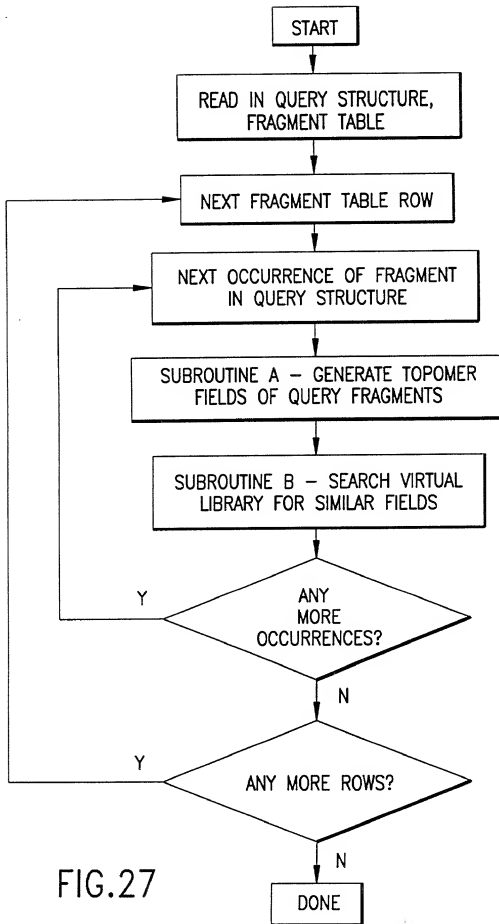 START
READ IN QUERY STRUCTURE,
FRAGMENT TABLE
NEXT FRAGMENT TABLE ROW
NEXT OCCURRENCE OF FRAGMENT
IN QUERY STRUCTURE
SUBROUTINE A – GENERATE TOPOMER
FIELDS OF QUERY FRAGMENTS
SUBROUTINE B – SEARCH VIRTUAL
LIBRARY FOR SIMILAR FIELDS
Y
ANY
MORE
OCCURRENCES?
N
Y
ANY MORE ROWS?
N
DONE
FIG.27